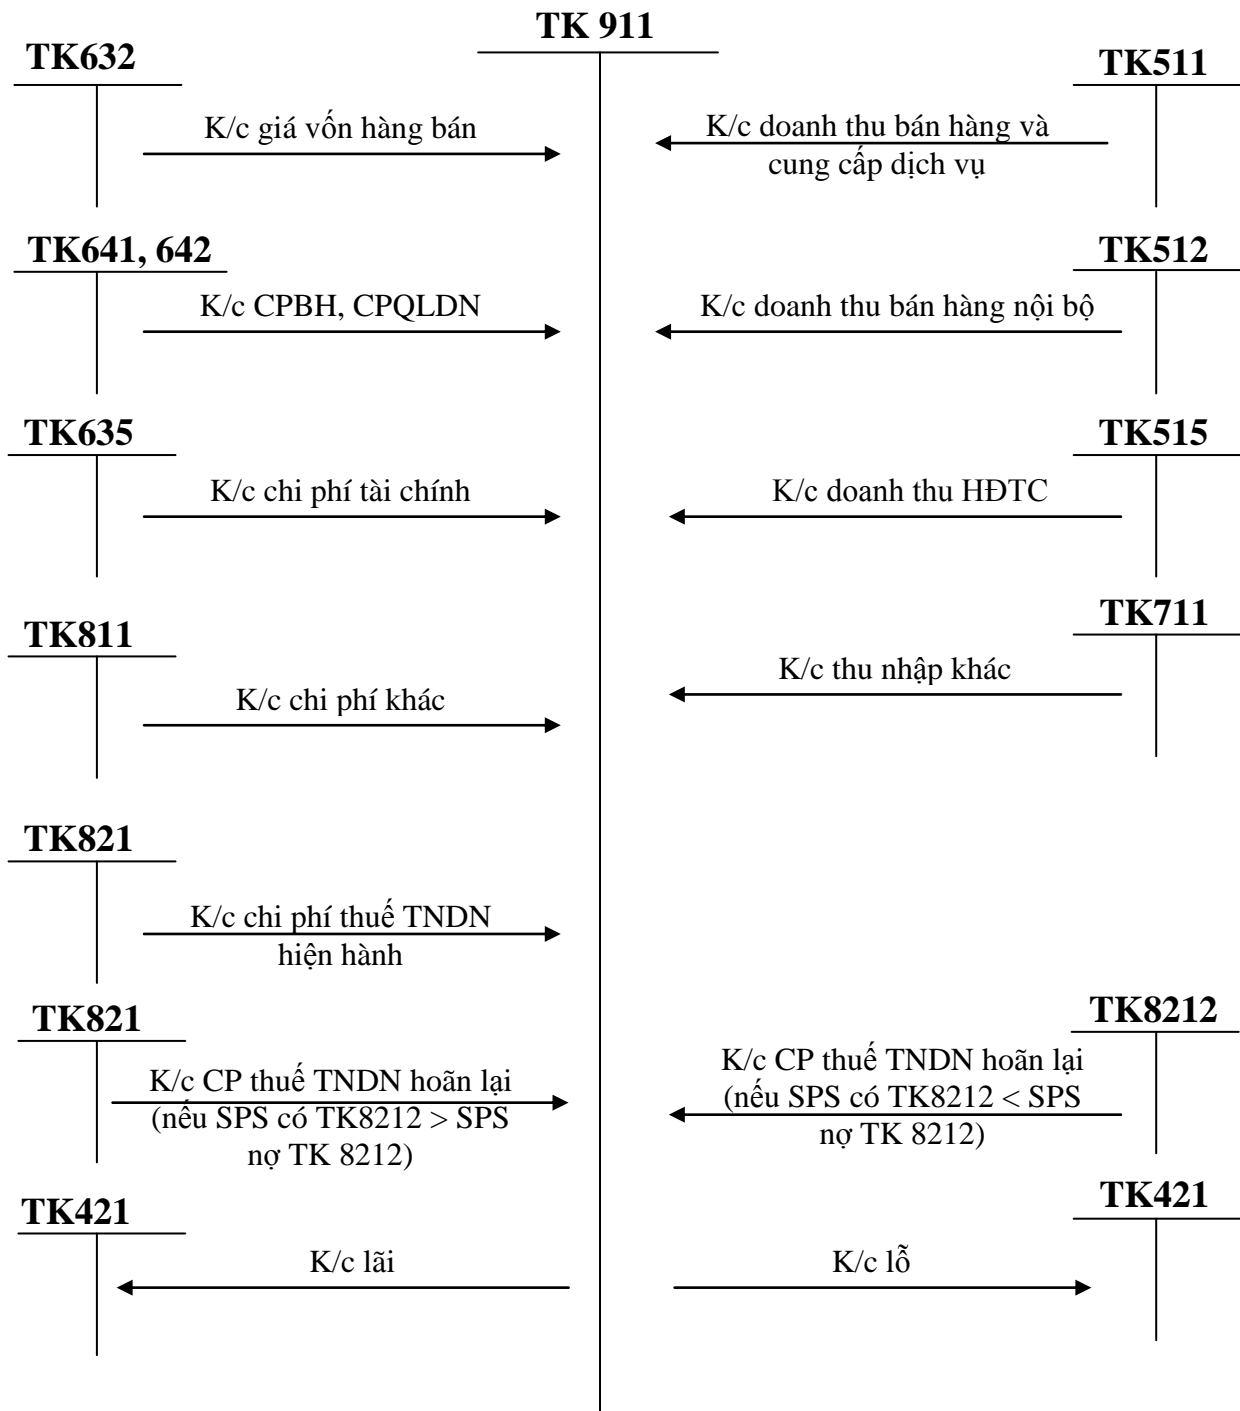 TK 911
TK632
K/c giá vốn hàng bán
TK511
K/c doanh thu bán hàng và
cung cấp dịch vụ
TK641, 642
K/c CPBH, CPQLDN
TK512
K/c doanh thu bán hàng nội bộ
TK635
K/c chi phí tài chính
TK515
K/c doanh thu HĐTC
TK811
K/c chi phí khác
TK711
K/c thu nhập khác
TK821
K/c chi phí thuế TNDN
hiện hành
TK821
K/c CP thuế TNDN hoãn lại
(nếu SPS có TK8212 > SPS
nợ TK 8212)
TK8212
K/c CP thuế TNDN hoãn lại
(nếu SPS có TK8212 < SPS
nợ TK 8212)
TK421
K/c lãi
TK421
K/c lỗ